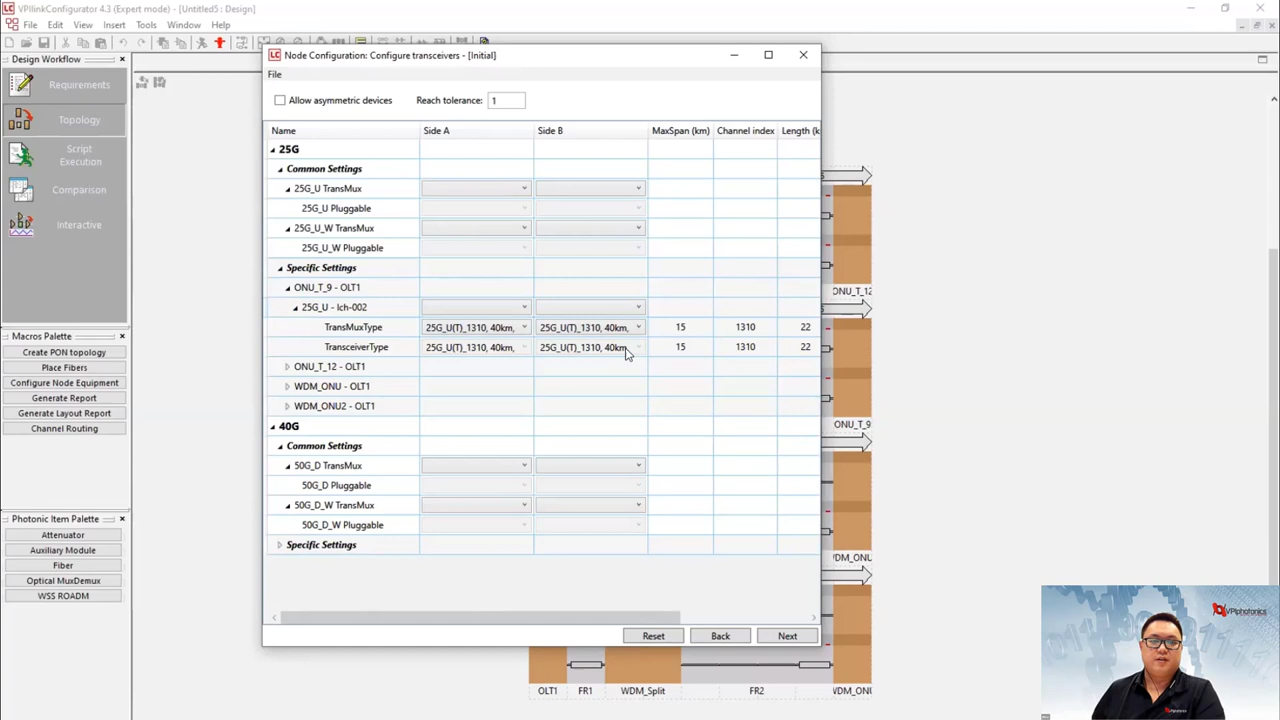 VPIlinkConfigurator 4.3 (Expert mode) - [Untitled5 : Design]
File Edit View Insert Tools Window Help
Design Workflow
Requirements
Topology
Script
Execution
Comparison
Interactive
Macros Palette
Create PON topology
Place Fibers
Configure Node Equipment
Generate Report
Generate Layout Report
Channel Routing
Photonic Item Palette
Attenuator
Auxiliary Module
Fiber
Optical MuxDemux
WSS ROADM
Node Configuration: Configure transceivers - [Initial]
File
Allow asymmetric devices Reach tolerance: 1
Name Side A Side B MaxSpan (km) Channel index Length (k
25G
Common Settings
25G_U TransMux
25G_U Pluggable
25G_U_W TransMux
25G_U_W Pluggable
Specific Settings
ONU_T_9 - OLT1
25G_U - lch-002
TransMuxType 25G_U(T)_1310, 40km, 25G_U(T)_1310, 40km, 15 1310 22
TransceiverType 25G_U(T)_1310, 40km, 25G_U(T)_1310, 40km, 15 1310 22
ONU_T_12 - OLT1
WDM_ONU - OLT1
WDM_ONU2 - OLT1
40G
Common Settings
50G_D TransMux
50G_D Pluggable
50G_D_W TransMux
50G_D_W Pluggable
Specific Settings
Reset Back Next
ONU_T_12
ONU_T_9
WDM_ONU
OLT1 FR1 WDM_Split FR2 WDM_ONU
VPIphotonics